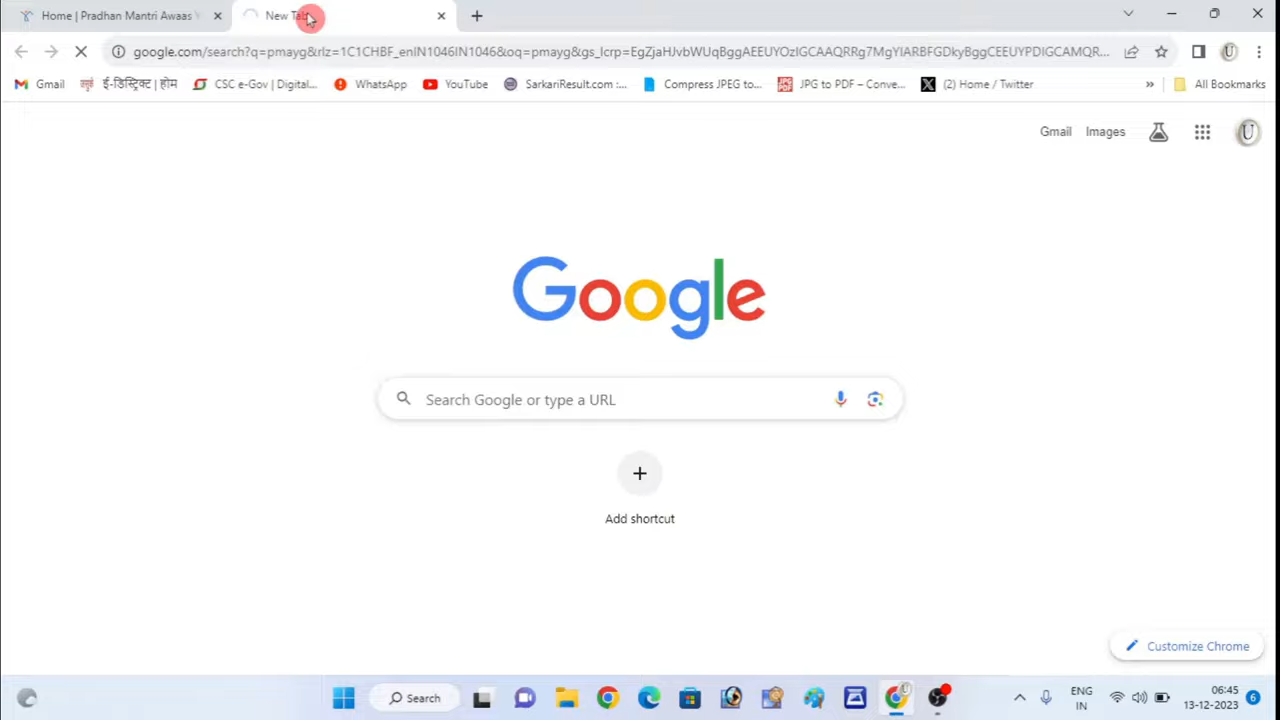 Home | Pradhan Mantri Awaas Y
New Tab
google.com/search?q=pmayg&rlz=1C1CHBF_enIN1046IN1046&oq=pmayg&gs_lcrp=EgZjaHJvbWUqBggAEEUYOzIGCAAQRRg7MgYIARBFGDkyBggCEEUYPDIGCAMQR...
Gmail
ई-डिस्ट्रिक्ट | होम
CSC e-Gov | Digital...
WhatsApp
YouTube
SarkariResult.com :...
Compress JPEG to...
JPG to PDF – Conve...
(2) Home / Twitter
»
All Bookmarks
Gmail
Images
U
Google
Search Google or type a URL
Add shortcut
Customize Chrome
Search
ENG
IN
06:45
13-12-2023
6